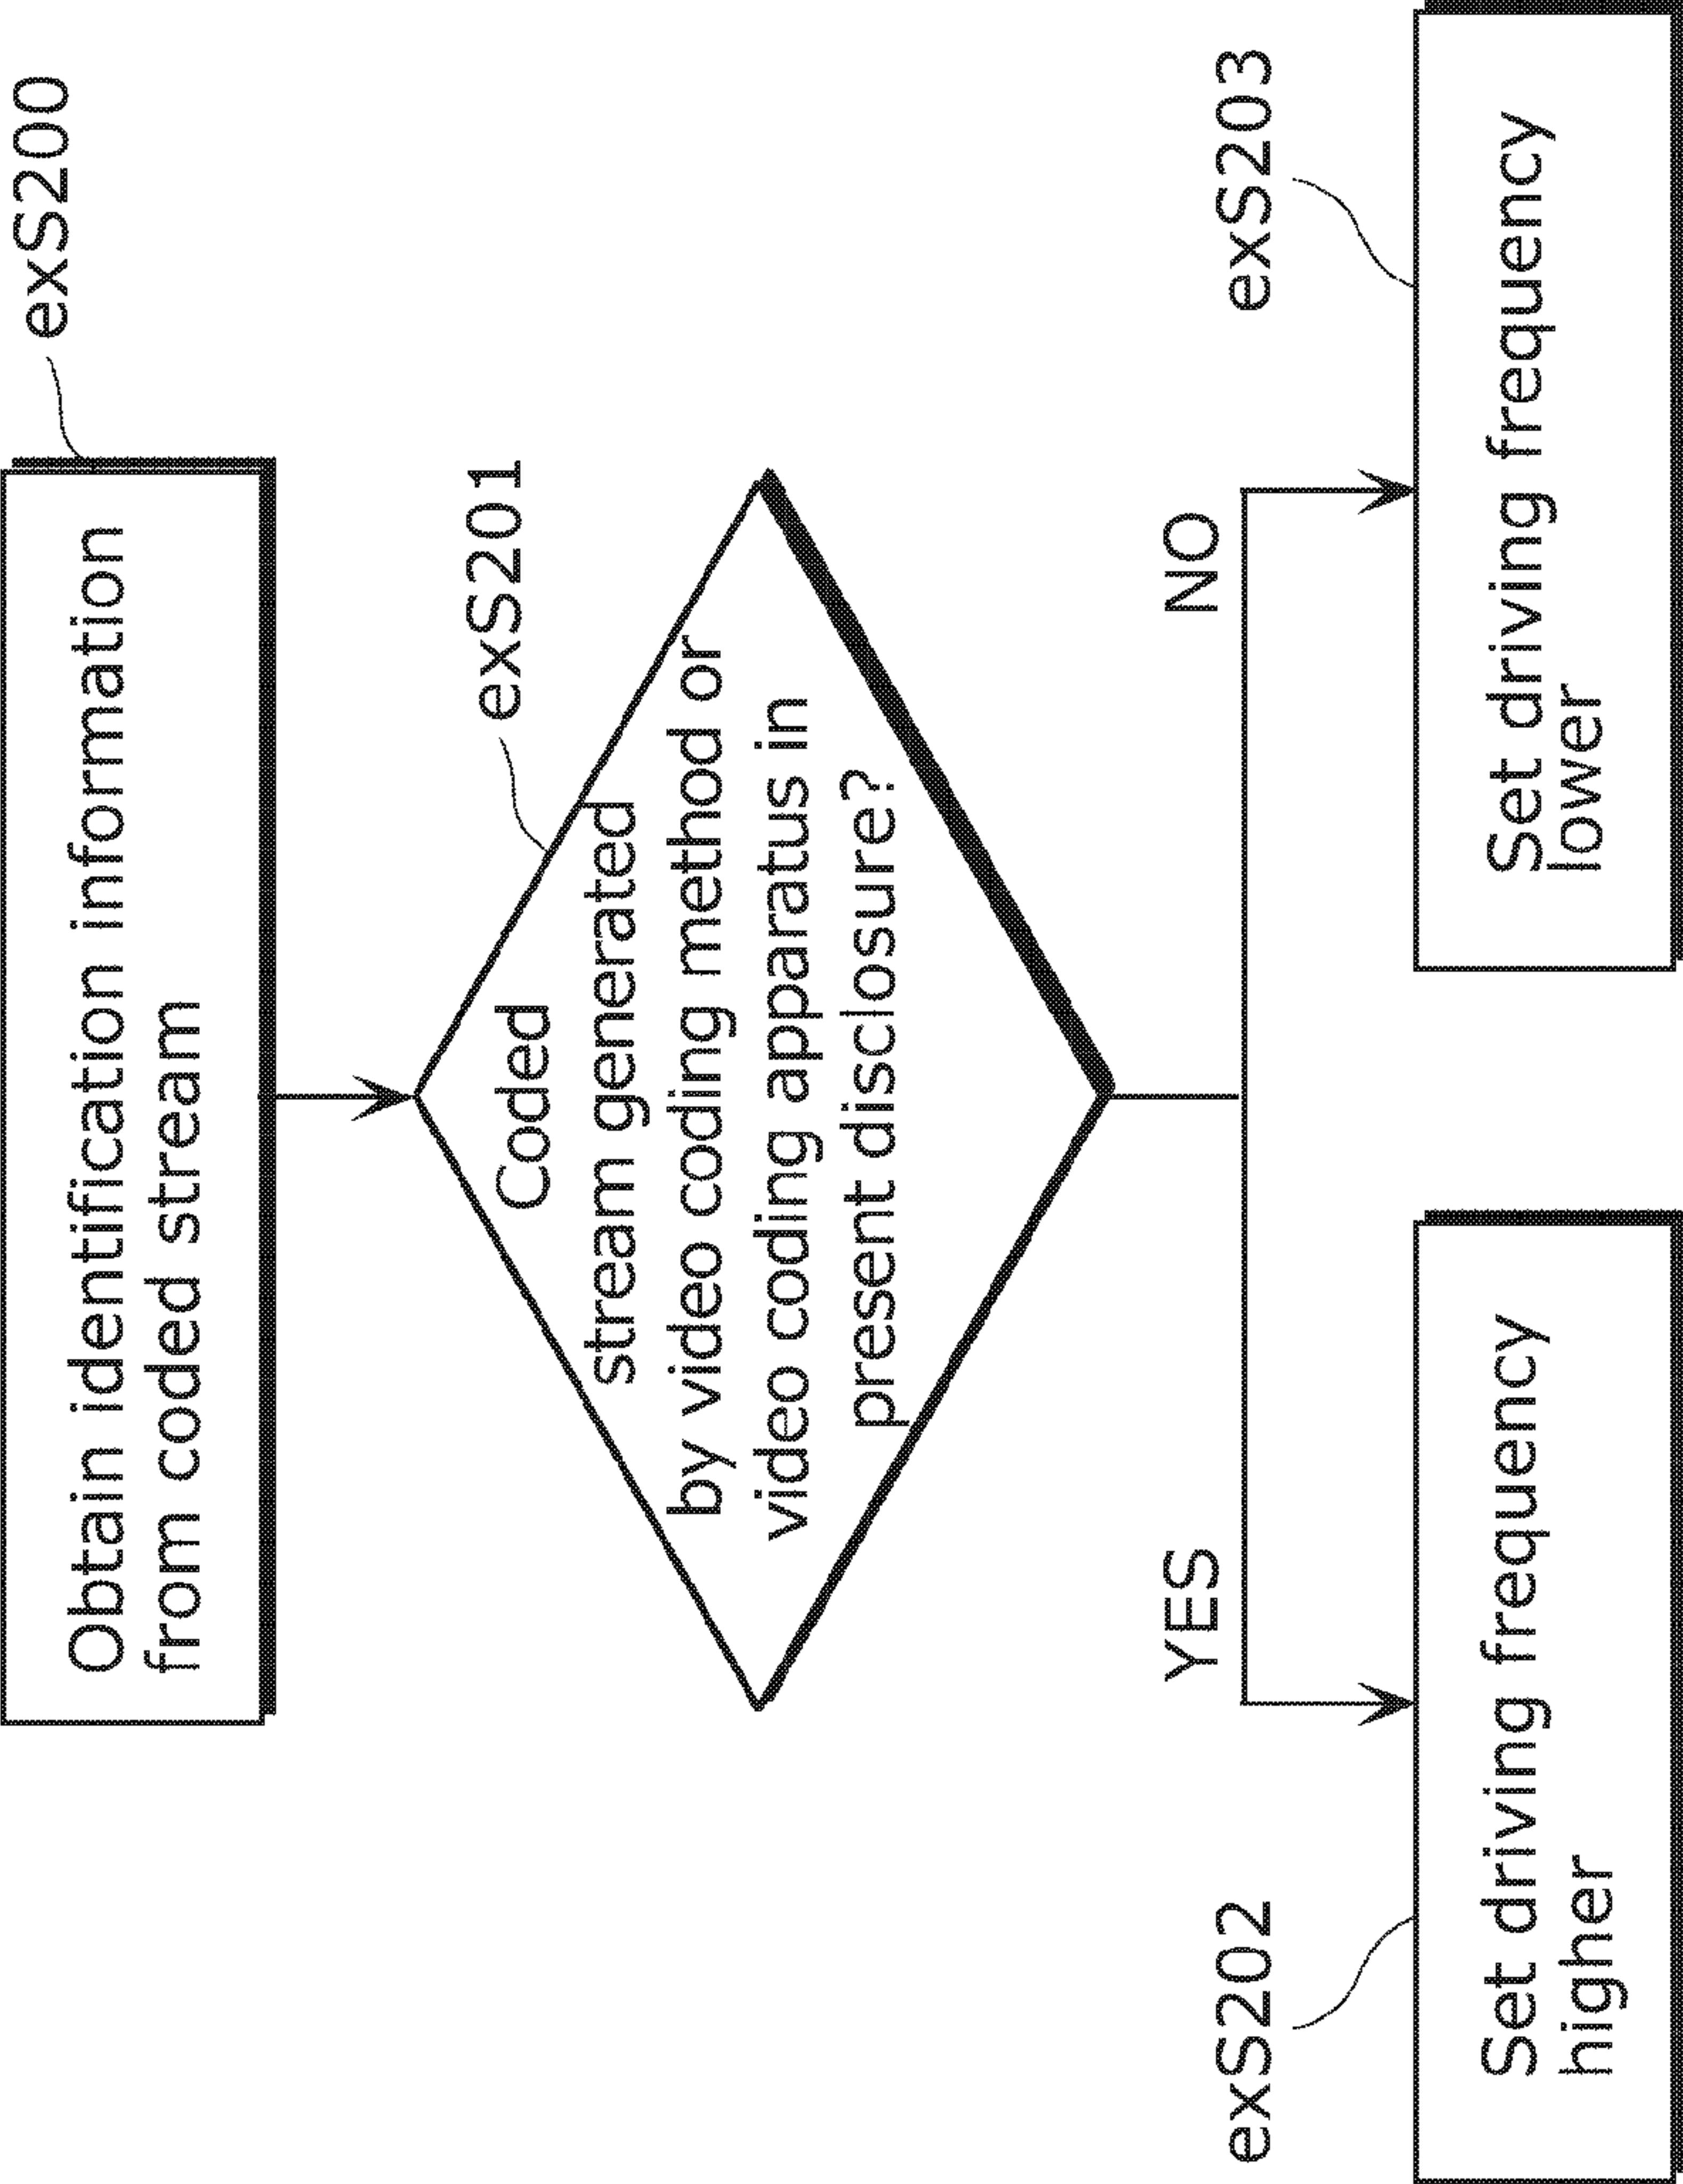 exS200
Obtain identification information
from coded stream
exS201
Coded
stream generated
by video coding method or
video coding apparatus in
present disclosure?
YES
NO
exS202
exS203
Set driving frequency
higher
Set driving frequency
lower